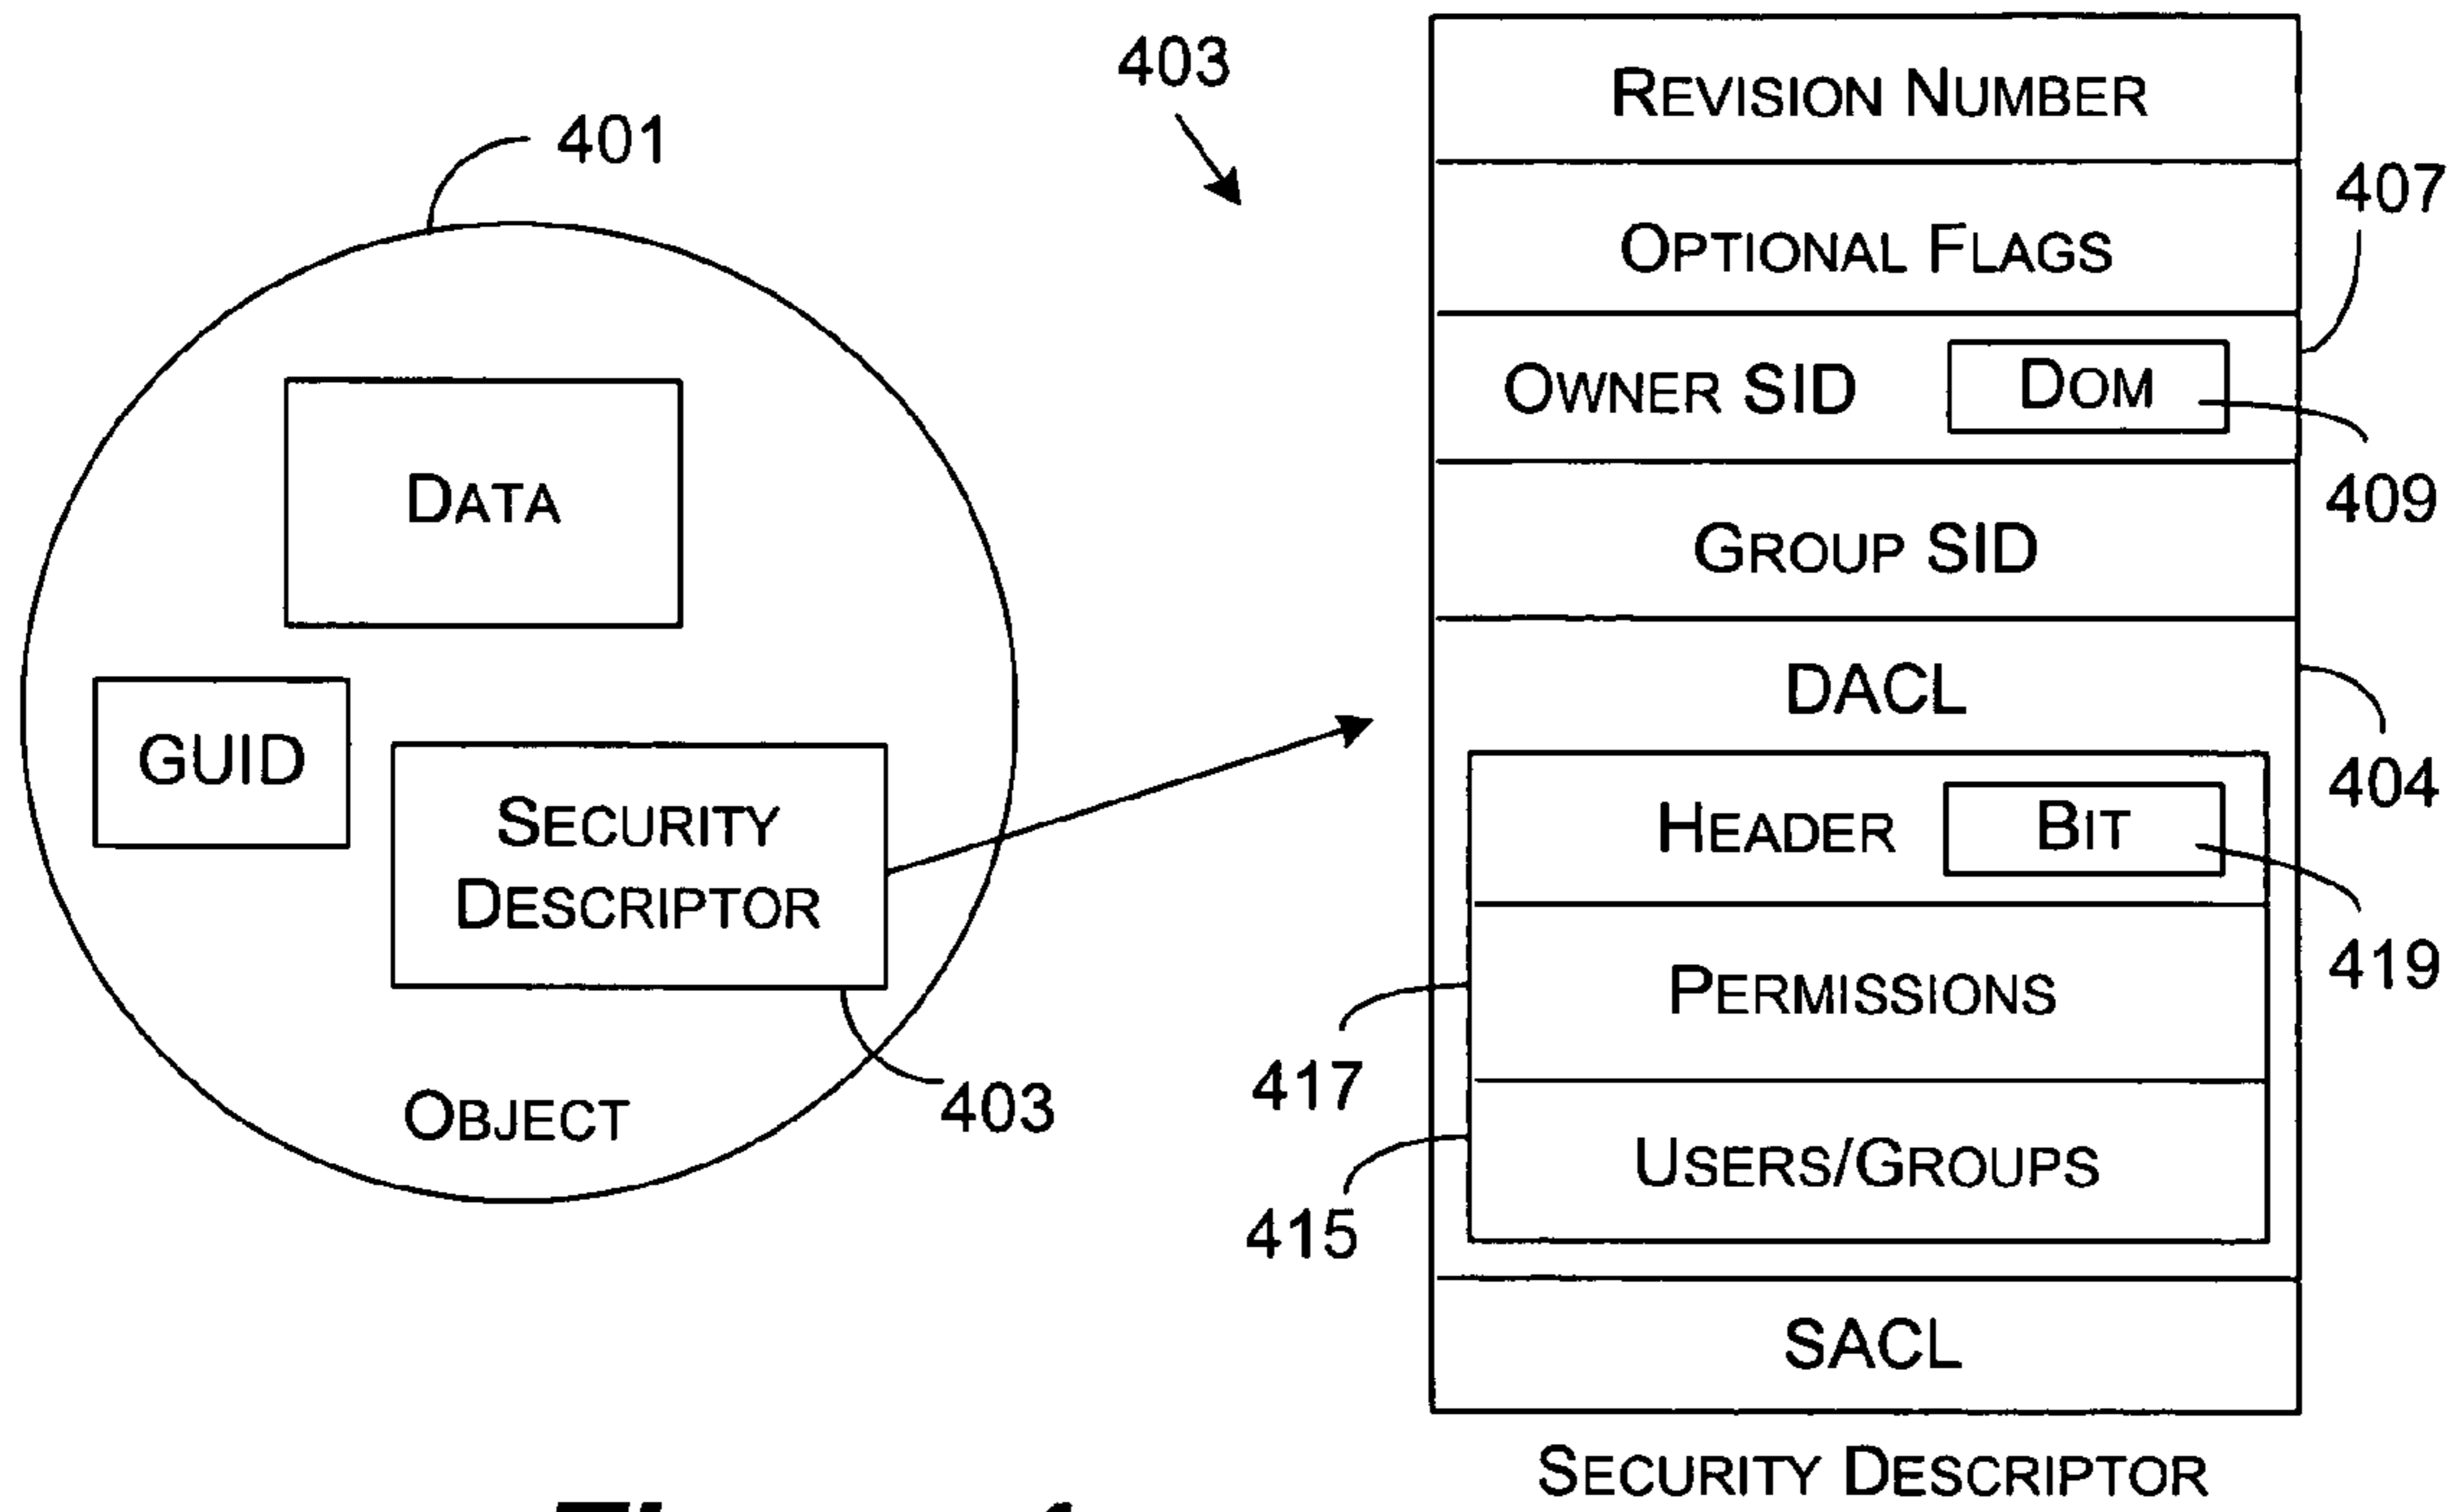 403
401
REVISION NUMBER
OPTIONAL FLAGS
407
OWNER SID
DOM
409
DATA
GROUP SID
DACL
404
GUID
SECURITY
DESCRIPTOR
HEADER
BIT
419
PERMISSIONS
417
403
OBJECT
USERS/GROUPS
415
SACL
SECURITY DESCRIPTOR